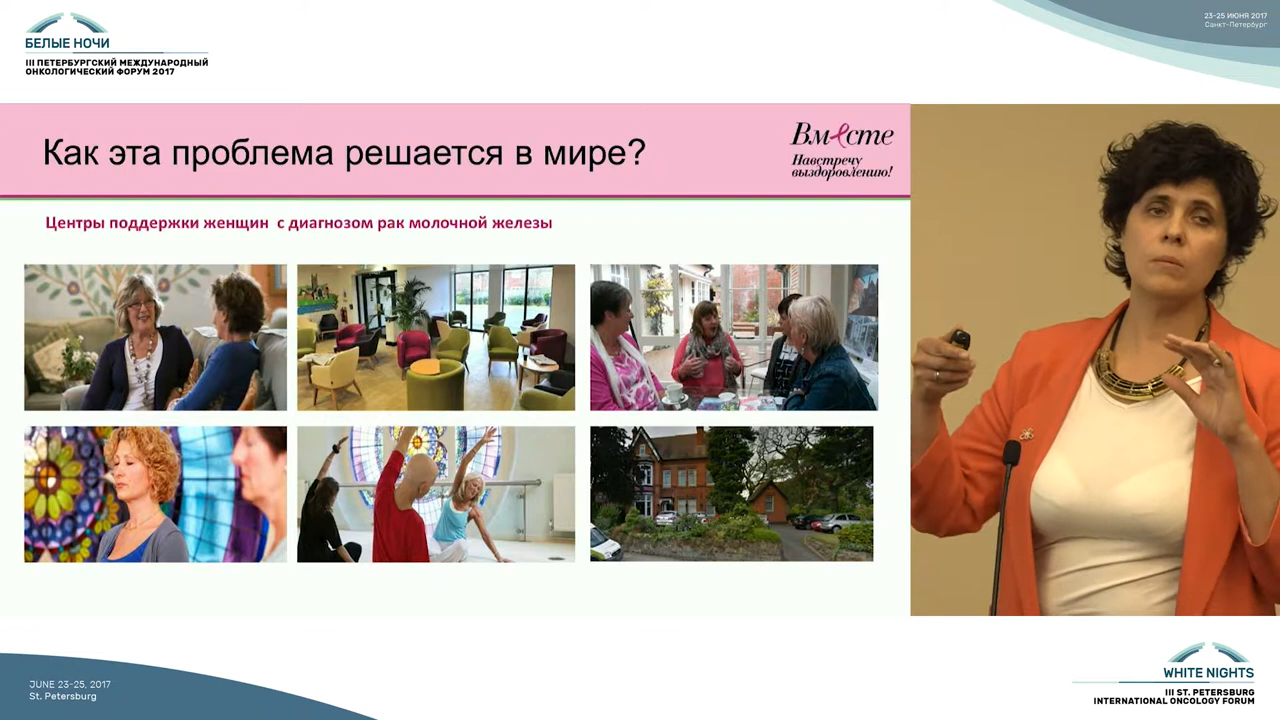 БЕЛЫЕ НОЧИ
III ПЕТЕРБУРГСКИЙ МЕЖДУНАРОДНЫЙ
ОНКОЛОГИЧЕСКИЙ ФОРУМ 2017
23-25 ИЮНЯ 2017
Санкт-Петербург
Как эта проблема решается в мире?
Вместе
Навстречу
выздоровлению!
Центры поддержки женщин с диагнозом рак молочной железы
JUNE 23-25, 2017
St. Petersburg
WHITE NIGHTS
III ST. PETERSBURG
INTERNATIONAL ONCOLOGY FORUM